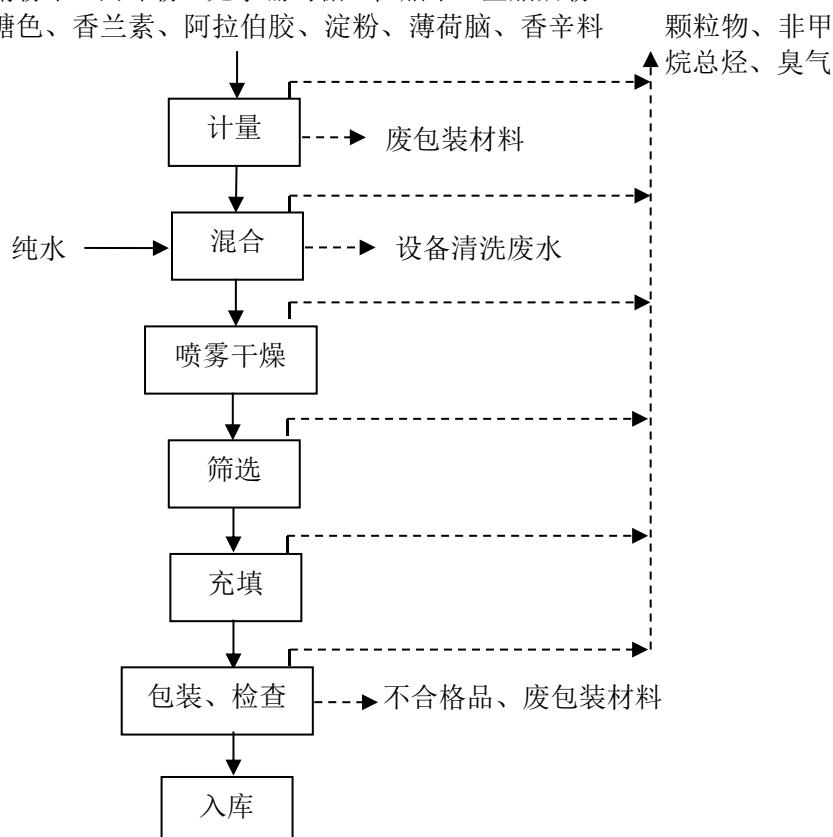 糖色、香兰素、阿拉伯胶、淀粉、薄荷脑、香辛料
颗粒物、非甲
烷总烃、臭气
计量
废包装材料
纯水
混合
设备清洗废水
喷雾干燥
筛选
充填
包装、检查
不合格品、废包装材料
入库